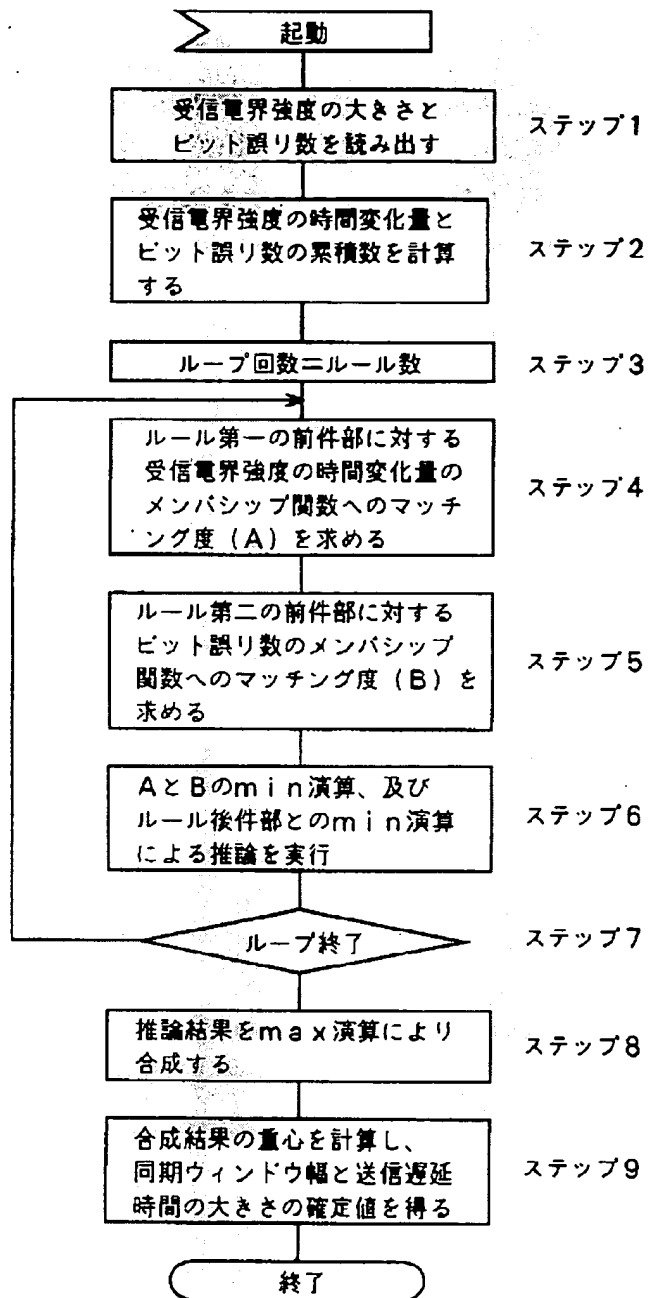 起動
受信電界強度の大きさと
ビット誤り数を読み出す
ステップ1
受信電界強度の時間変化量と
ビット誤り数の累積数を計算
する
ステップ2
ループ回数=ルール数
ステップ3
ルール第一の前件部に対する
受信電界強度の時間変化量の
メンバシップ関数へのマッチ
ング度(A)を求める
ステップ4
ルール第二の前件部に対する
ビット誤り数のメンバシップ
関数へのマッチング度(B)を
求める
ステップ5
AとBのmin演算、及び
ルール後件部とのmin演算
による推論を実行
ステップ6
ループ終了
ステップ7
推論結果をmax演算により
合成する
ステップ8
合成結果の重心を計算し、
同期ウィンドウ幅と送信遅延
時間の大きさの確定値を得る
ステップ9
終了